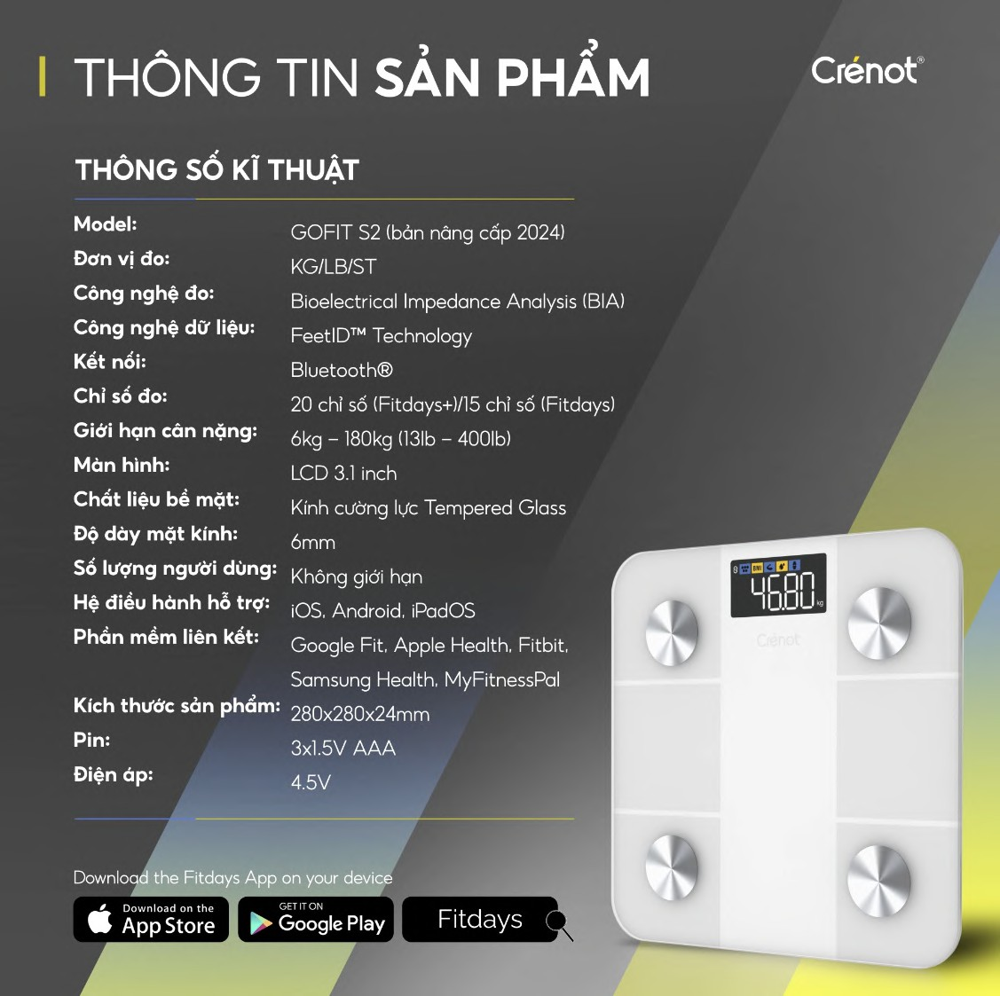 THÔNG TIN SẢN PHẨM
Crénot®
THÔNG SỐ KĨ THUẬT
Model: GOFIT S2 (bản nâng cấp 2024)
Đơn vị đo: KG/LB/ST
Công nghệ đo: Bioelectrical Impedance Analysis (BIA)
Công nghệ dữ liệu: FeetID™ Technology
Kết nối: Bluetooth®
Chỉ số đo: 20 chỉ số (Fitdays+)/15 chỉ số (Fitdays)
Giới hạn cân nặng: 6kg – 180kg (13lb – 400lb)
Màn hình: LCD 3.1 inch
Chất liệu bề mặt: Kính cường lực Tempered Glass
Độ dày mặt kính: 6mm
Số lượng người dùng: Không giới hạn
Hệ điều hành hỗ trợ: iOS, Android, iPadOS
Phần mềm liên kết: Google Fit, Apple Health, Fitbit,
Samsung Health, MyFitnessPal
Kích thước sản phẩm: 280x280x24mm
Pin: 3x1.5V AAA
Điện áp: 4.5V
BMI
46.80 kg
Crénot
Download the Fitdays App on your device
Download on the
App Store
GET IT ON
Google Play
Fitdays